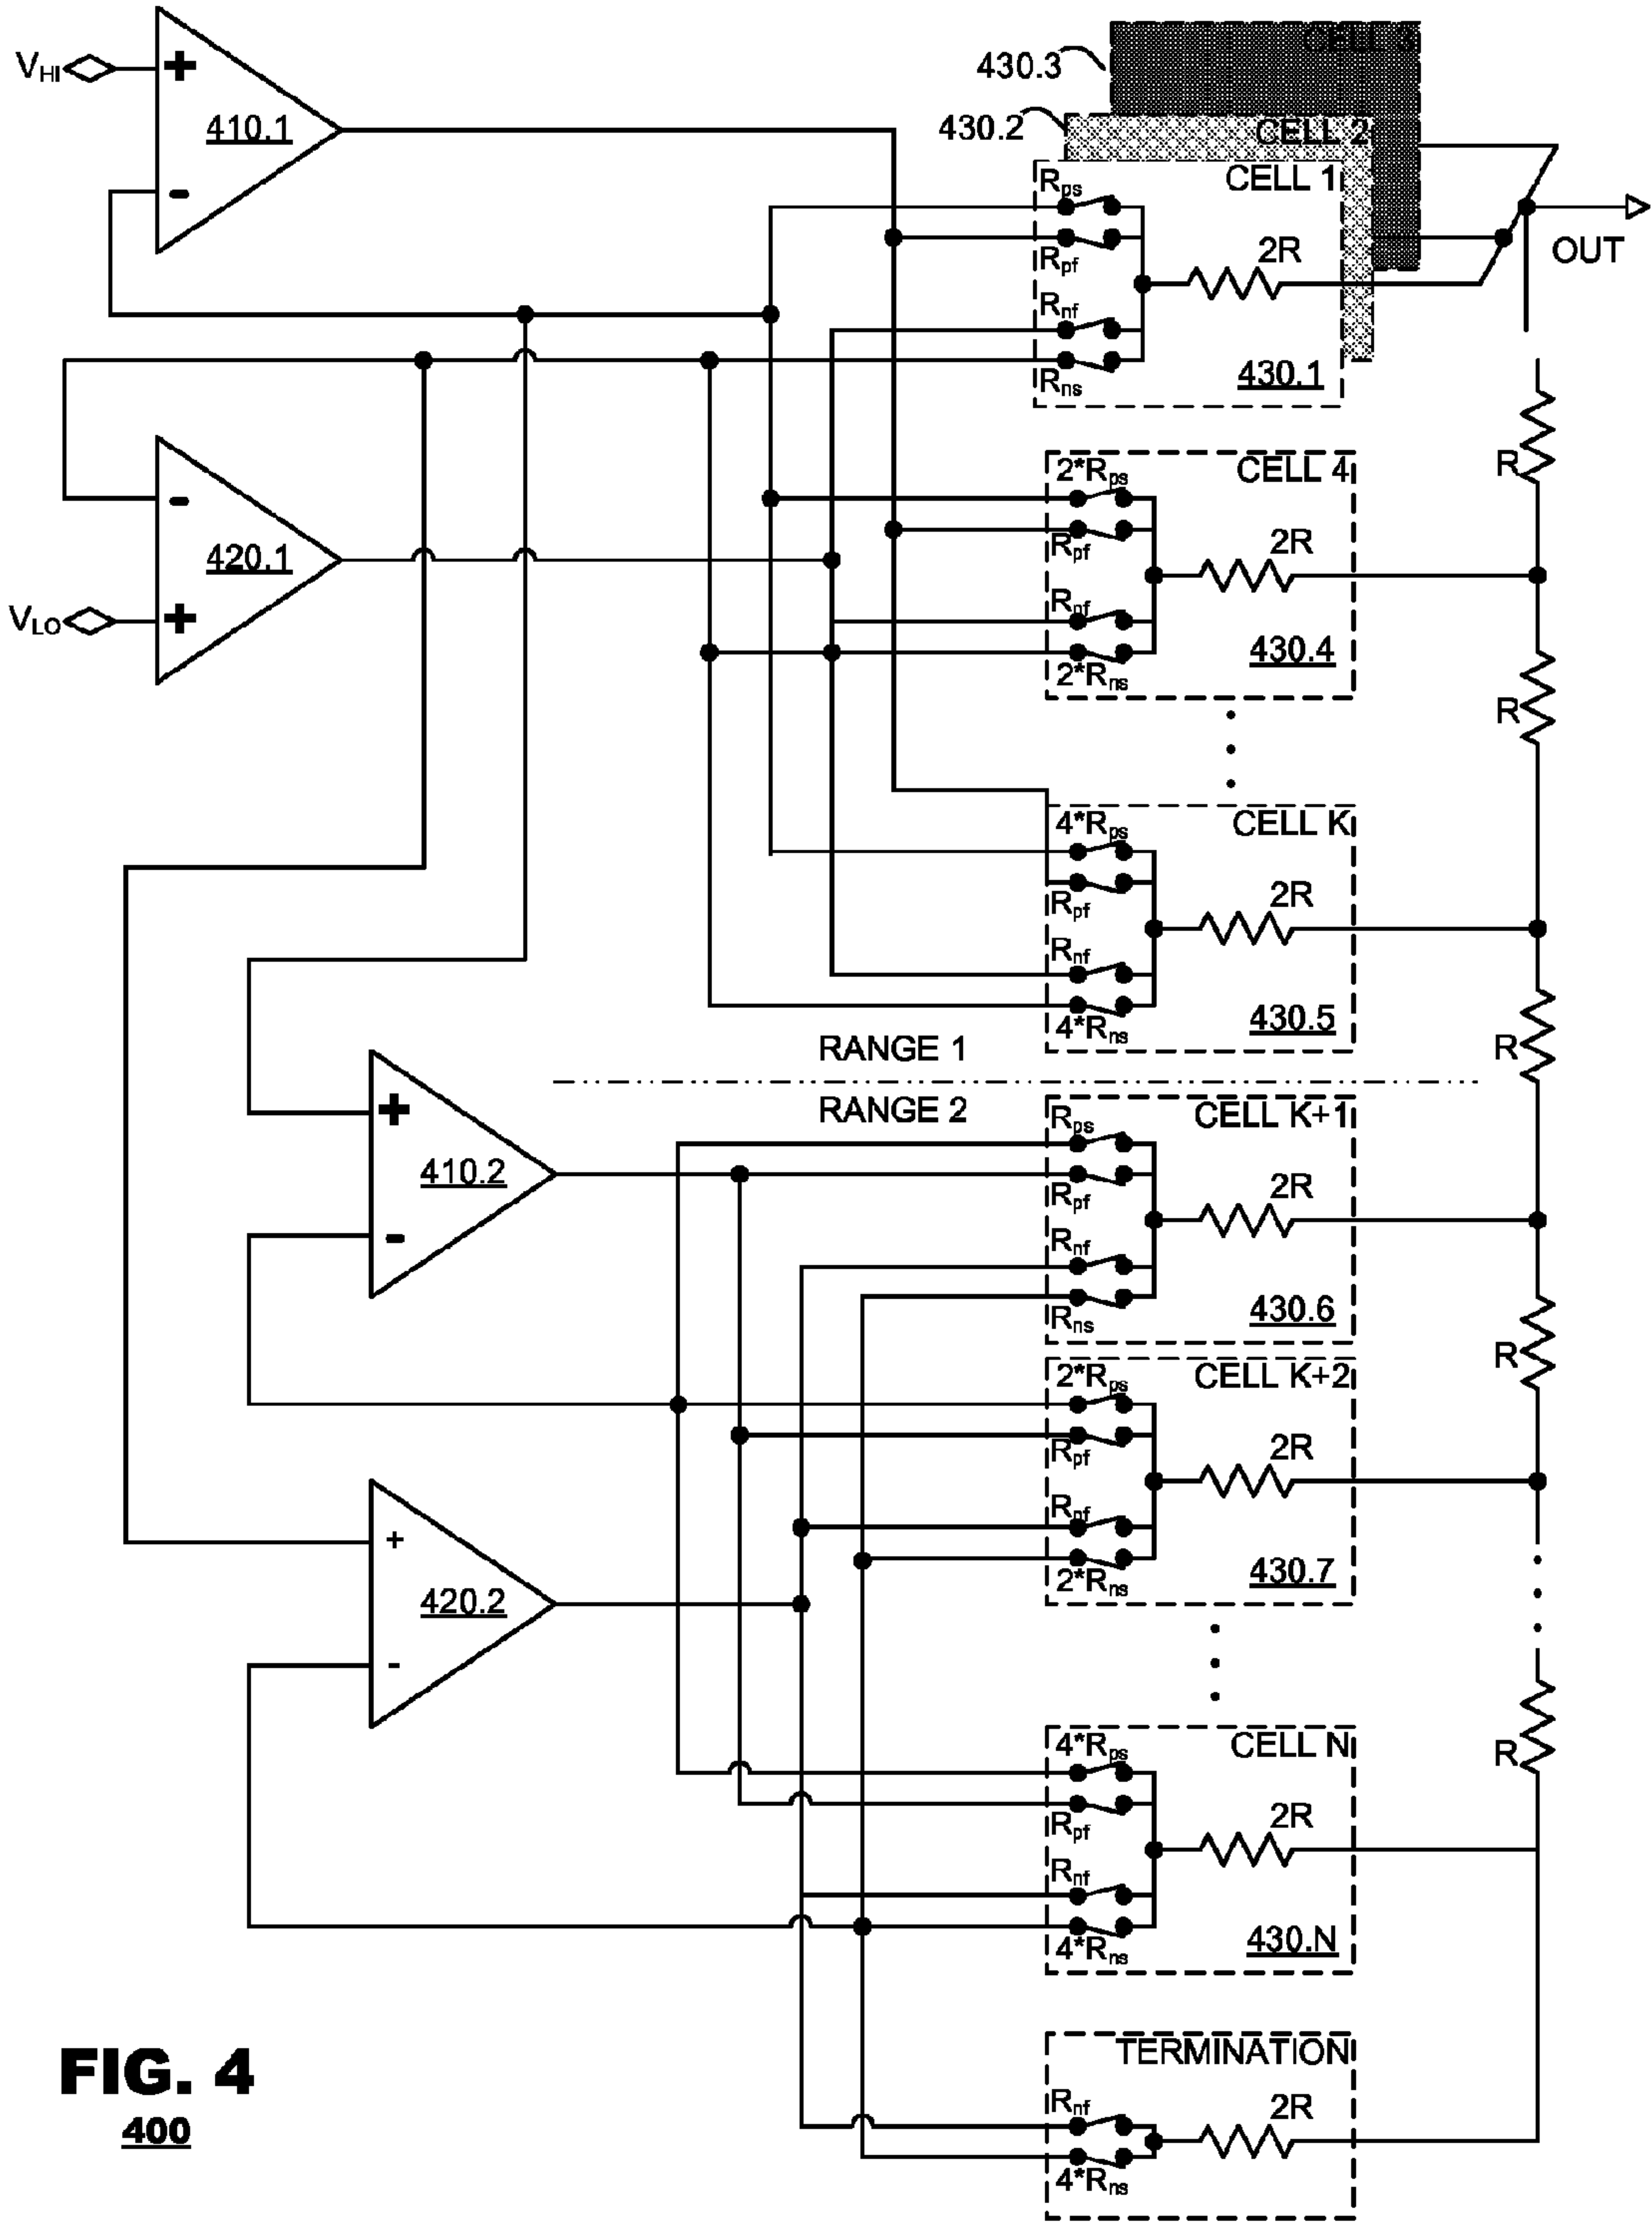 V_HI
+
410.1
-
430.3
CELL 3
430.2
CELL 2
CELL 1
R_ps
R_pf
2R
R_nf
R_ns
430.1
OUT
R
-
420.1
V_LO
+
2*R_ps
CELL 4
R_pf
2R
R_nf
430.4
2*R_ns
R
4*R_ps
CELL K
R_pf
2R
R_nf
430.5
4*R_ns
R
RANGE 1
RANGE 2
+
410.2
-
R_ps
CELL K+1
R_pf
2R
R_nf
430.6
R_ns
R
2*R_ps
CELL K+2
R_pf
2R
R_nf
430.7
2*R_ns
+
420.2
-
R
4*R_ps
CELL N
R_pf
2R
R_nf
430.N
4*R_ns
TERMINATION
R_nf
2R
4*R_ns
FIG. 4
400